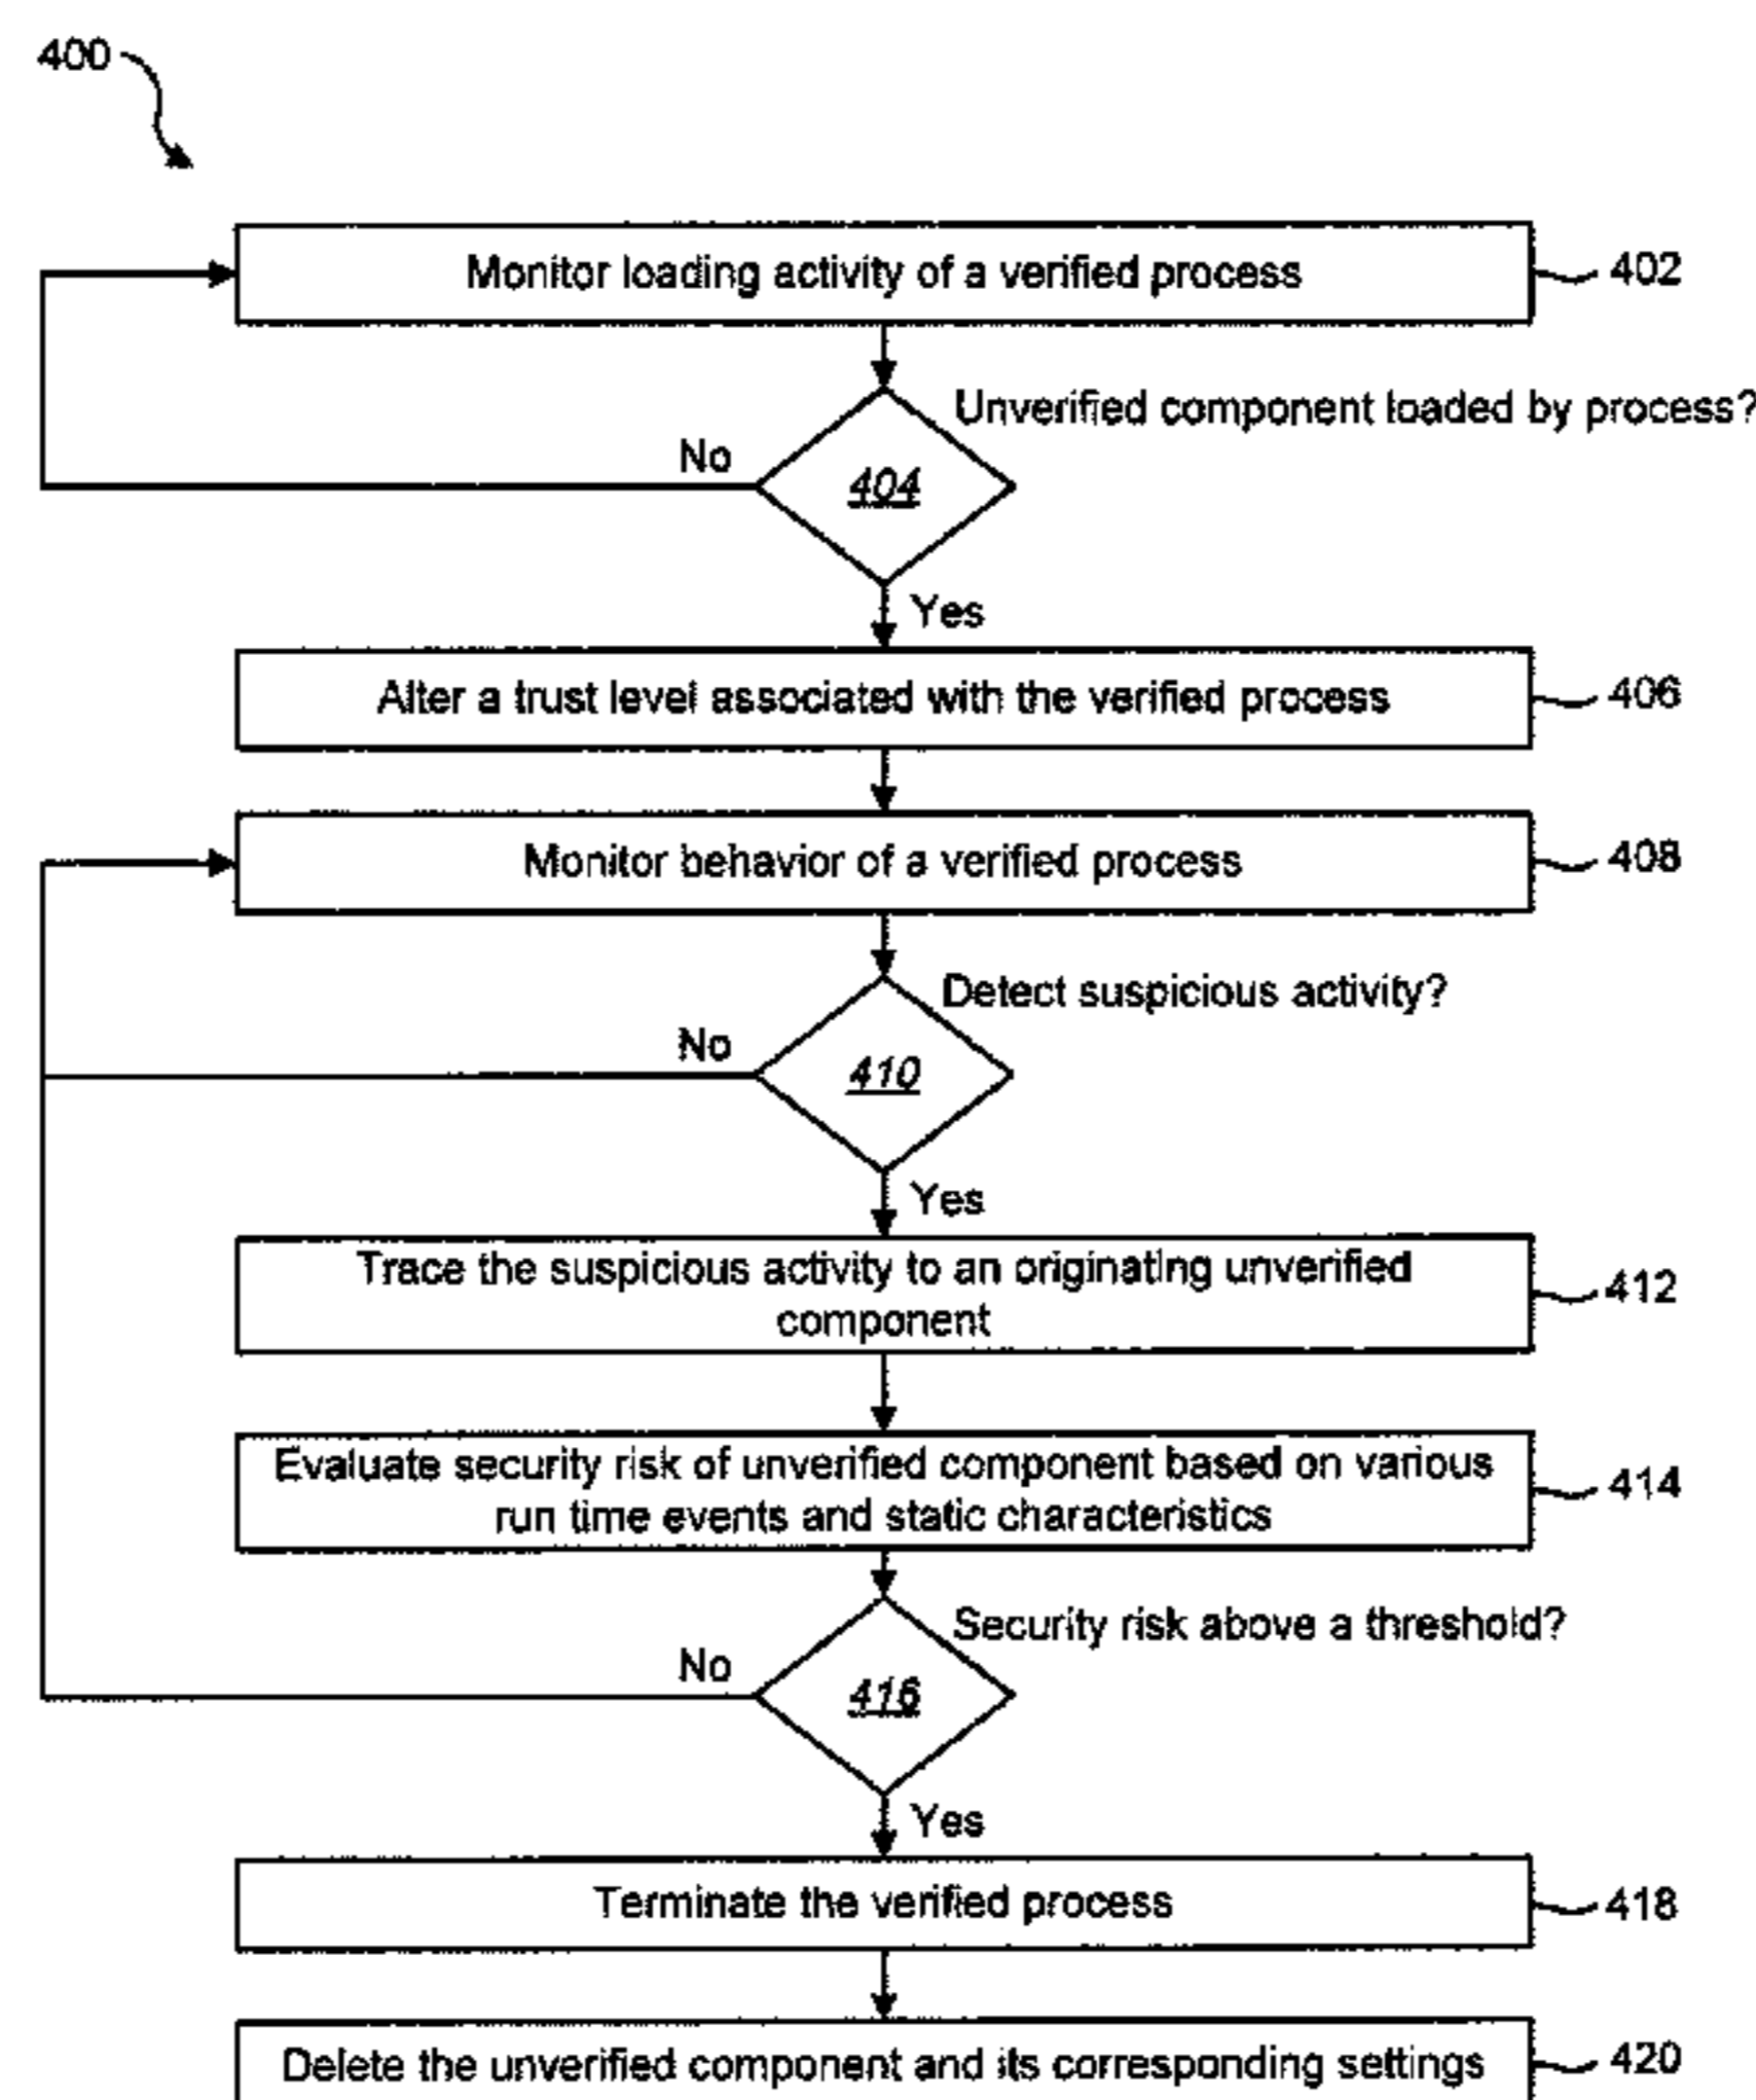 400
Monitor loading activity of a verified process
402
Unverified component loaded by process?
No
404
Yes
Alter a trust level associated with the verified process
406
Monitor behavior of a verified process
408
Detect suspicious activity?
No
410
Yes
Trace the suspicious activity to an originating unverified
component
412
Evaluate security risk of unverified component based on various
run time events and static characteristics
414
Security risk above a threshold?
No
416
Yes
Terminate the verified process
418
Delete the unverified component and its corresponding settings
420